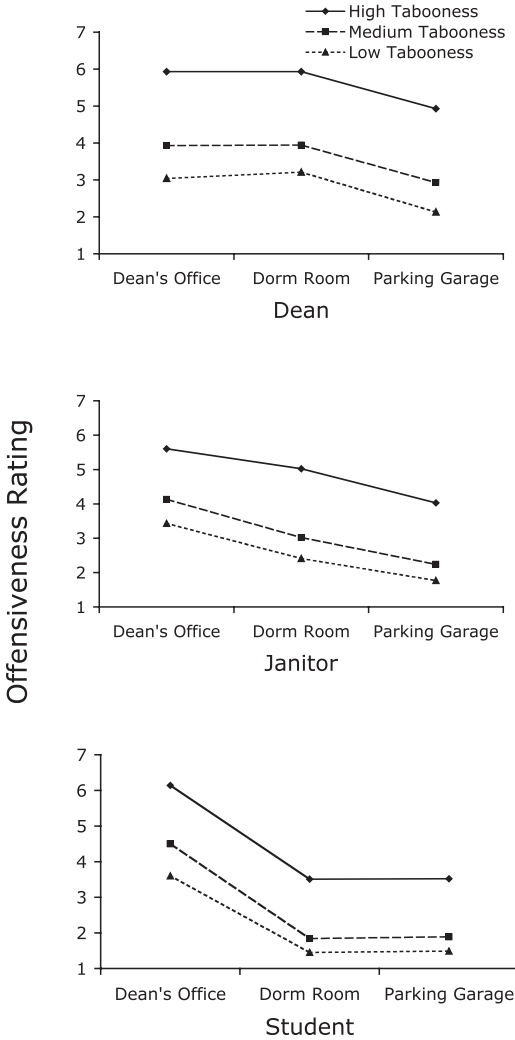 High Tabooness
Medium Tabooness
Low Tabooness
7
6
5
4
3
2
1
Dean's Office Dorm Room Parking Garage
Dean
Offensiveness Rating
7
6
5
4
3
2
1
Dean's Office Dorm Room Parking Garage
Janitor
7
6
5
4
3
2
1
Dean's Office Dorm Room Parking Garage
Student